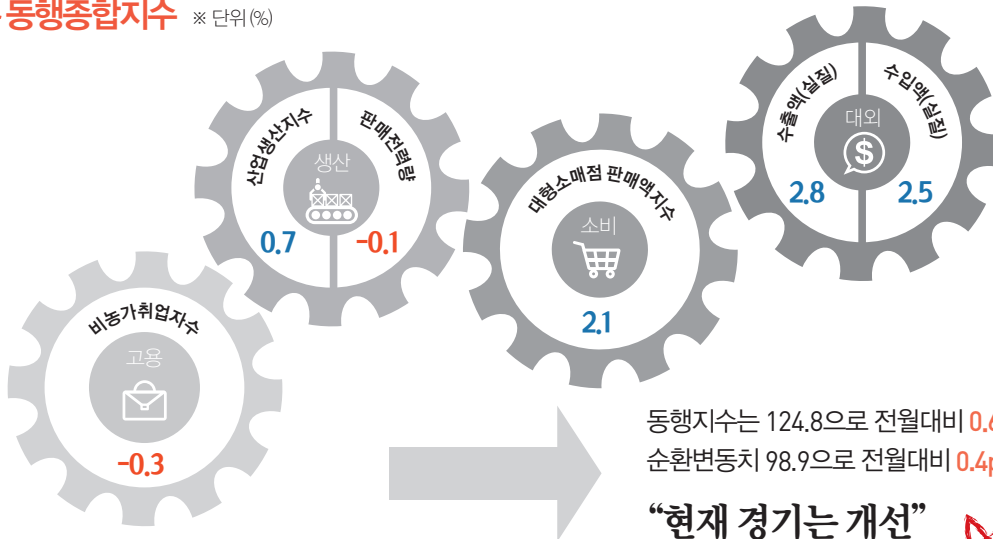 동행종합지수 ※ 단위(%)
산업생산지수
판매전력량
생산
0.7
-0.1
비농가취업자수
고용
-0.3
대형소매점 판매액지수
소비
2.1
수출액(실질)
수입액(실질)
대외
$
2.8
2.5
동행지수는 124.8으로 전월대비 0.6
순환변동치 98.9으로 전월대비 0.4p
“현재 경기는 개선”